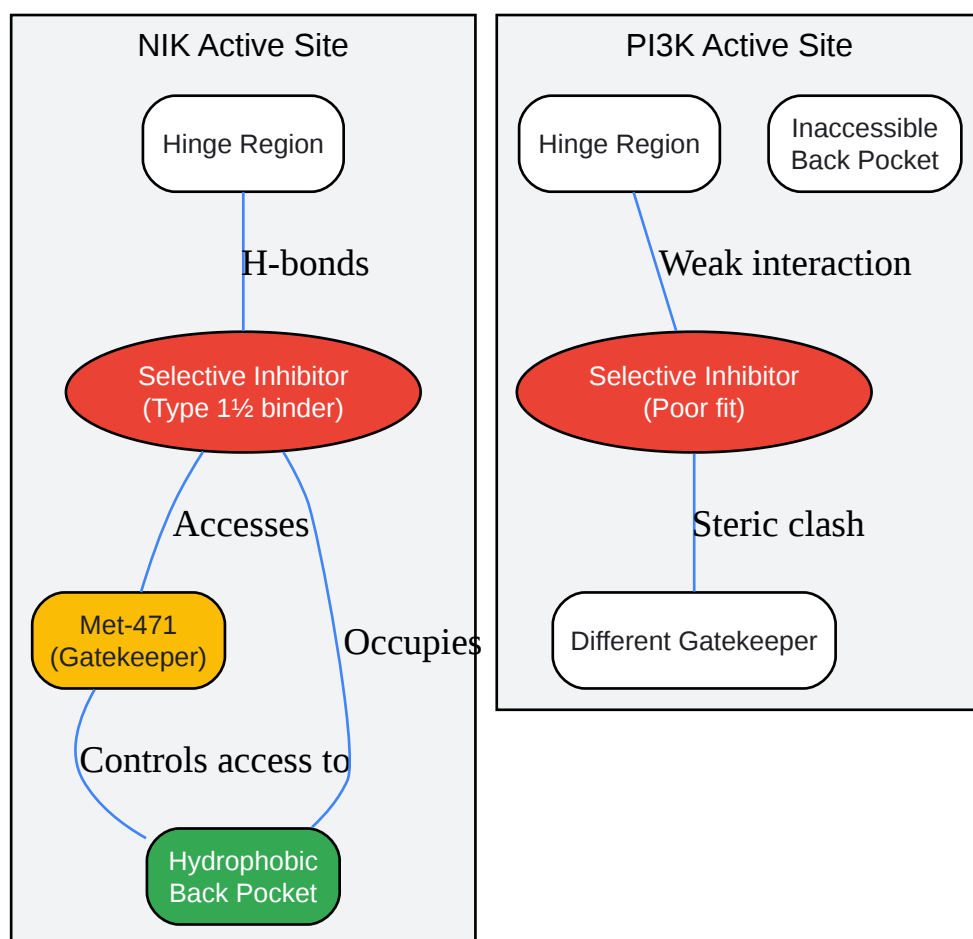 NIK Active Site
Hinge Region
H-bonds
Selective Inhibitor
(Type 1½ binder)
Accesses
Met-471
(Gatekeeper)
Occupies
Controls access to
Hydrophobic
Back Pocket
PI3K Active Site
Hinge Region
Inaccessible
Back Pocket
Weak interaction
Selective Inhibitor
(Poor fit)
Steric clash
Different Gatekeeper